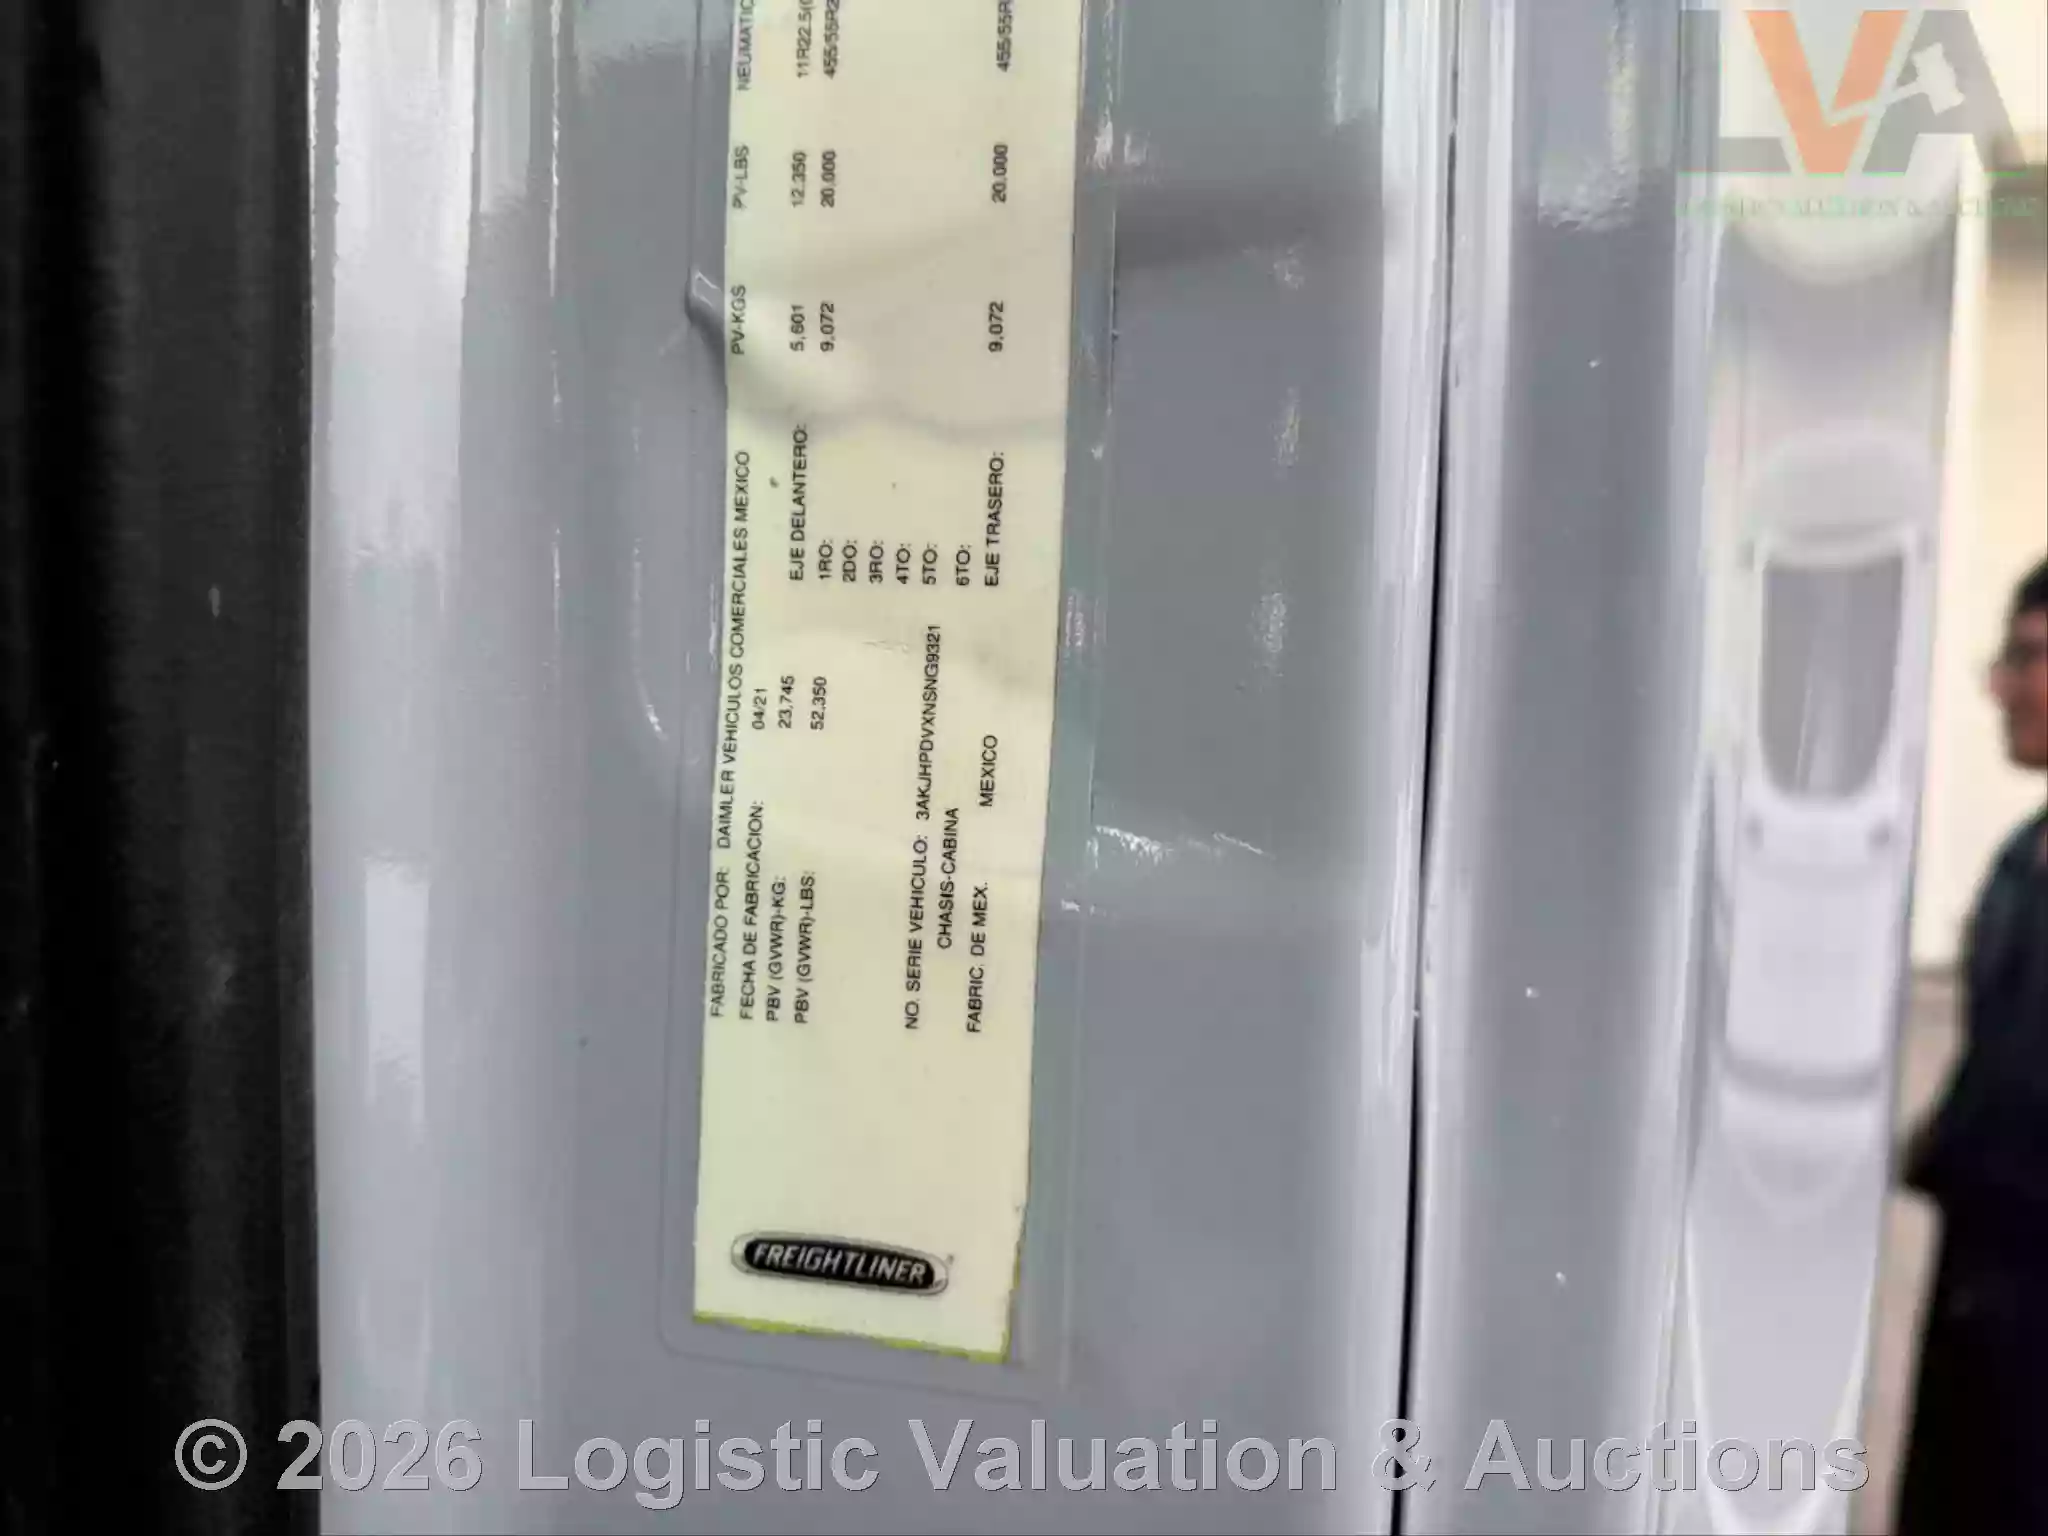 FABRICADO POR: DAIMLER VEHICULOS COMERCIALES MEXICO PV-KGS PV-LBS
FECHA DE FABRICACION: 04/21
PBV (GVWR)-KG: 23,745 EJE DELANTERO: 5,601 12,350
PBV (GVWR)-LBS: 52,350 1RO: 9,072 20,000
2DO:
3RO:
4TO:
NO. SERIE VEHICULO: 3AKJHPDVXNSNG9321 5TO:
CHASIS-CABINA 6TO:
FABRIC. DE MEX. MEXICO EJE TRASERO: 9,072 20,000
FREIGHTLINER
LVA
© 2026 Logistic Valuation & Auctions